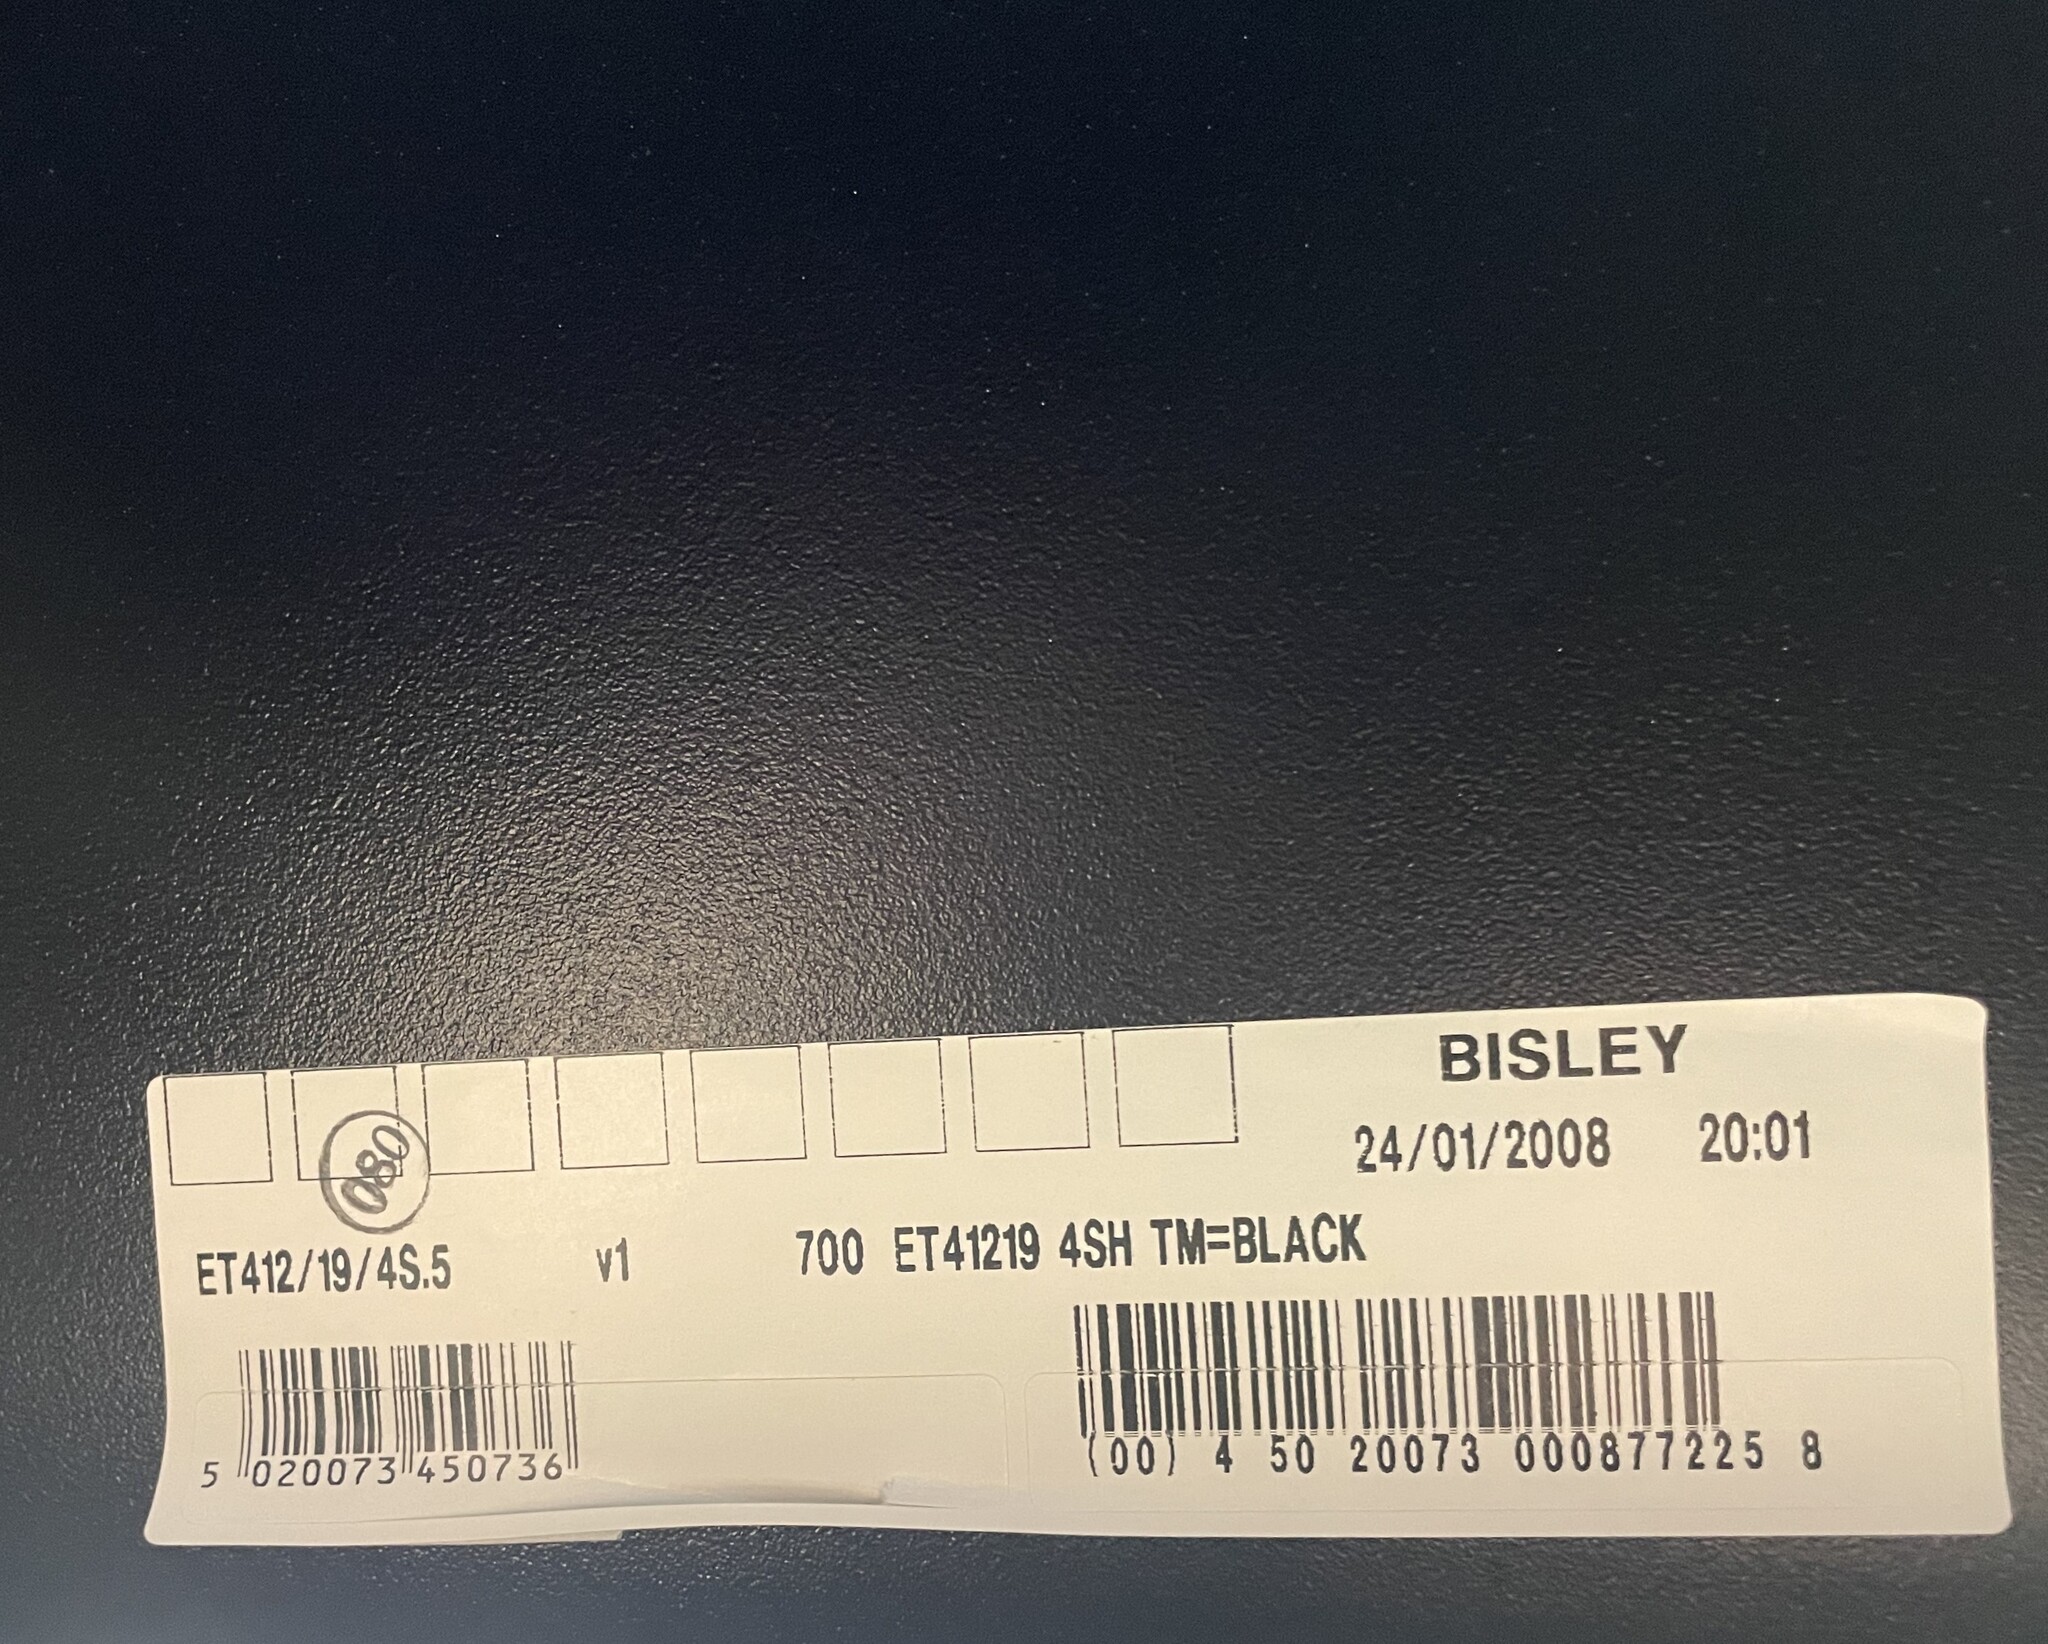 BISLEY
24/01/2008 20:01
080
ET412/19/4S.5 v1 700 ET41219 4SH TM=BLACK
5 020073 450736
(00) 4 50 20073 000877225 8